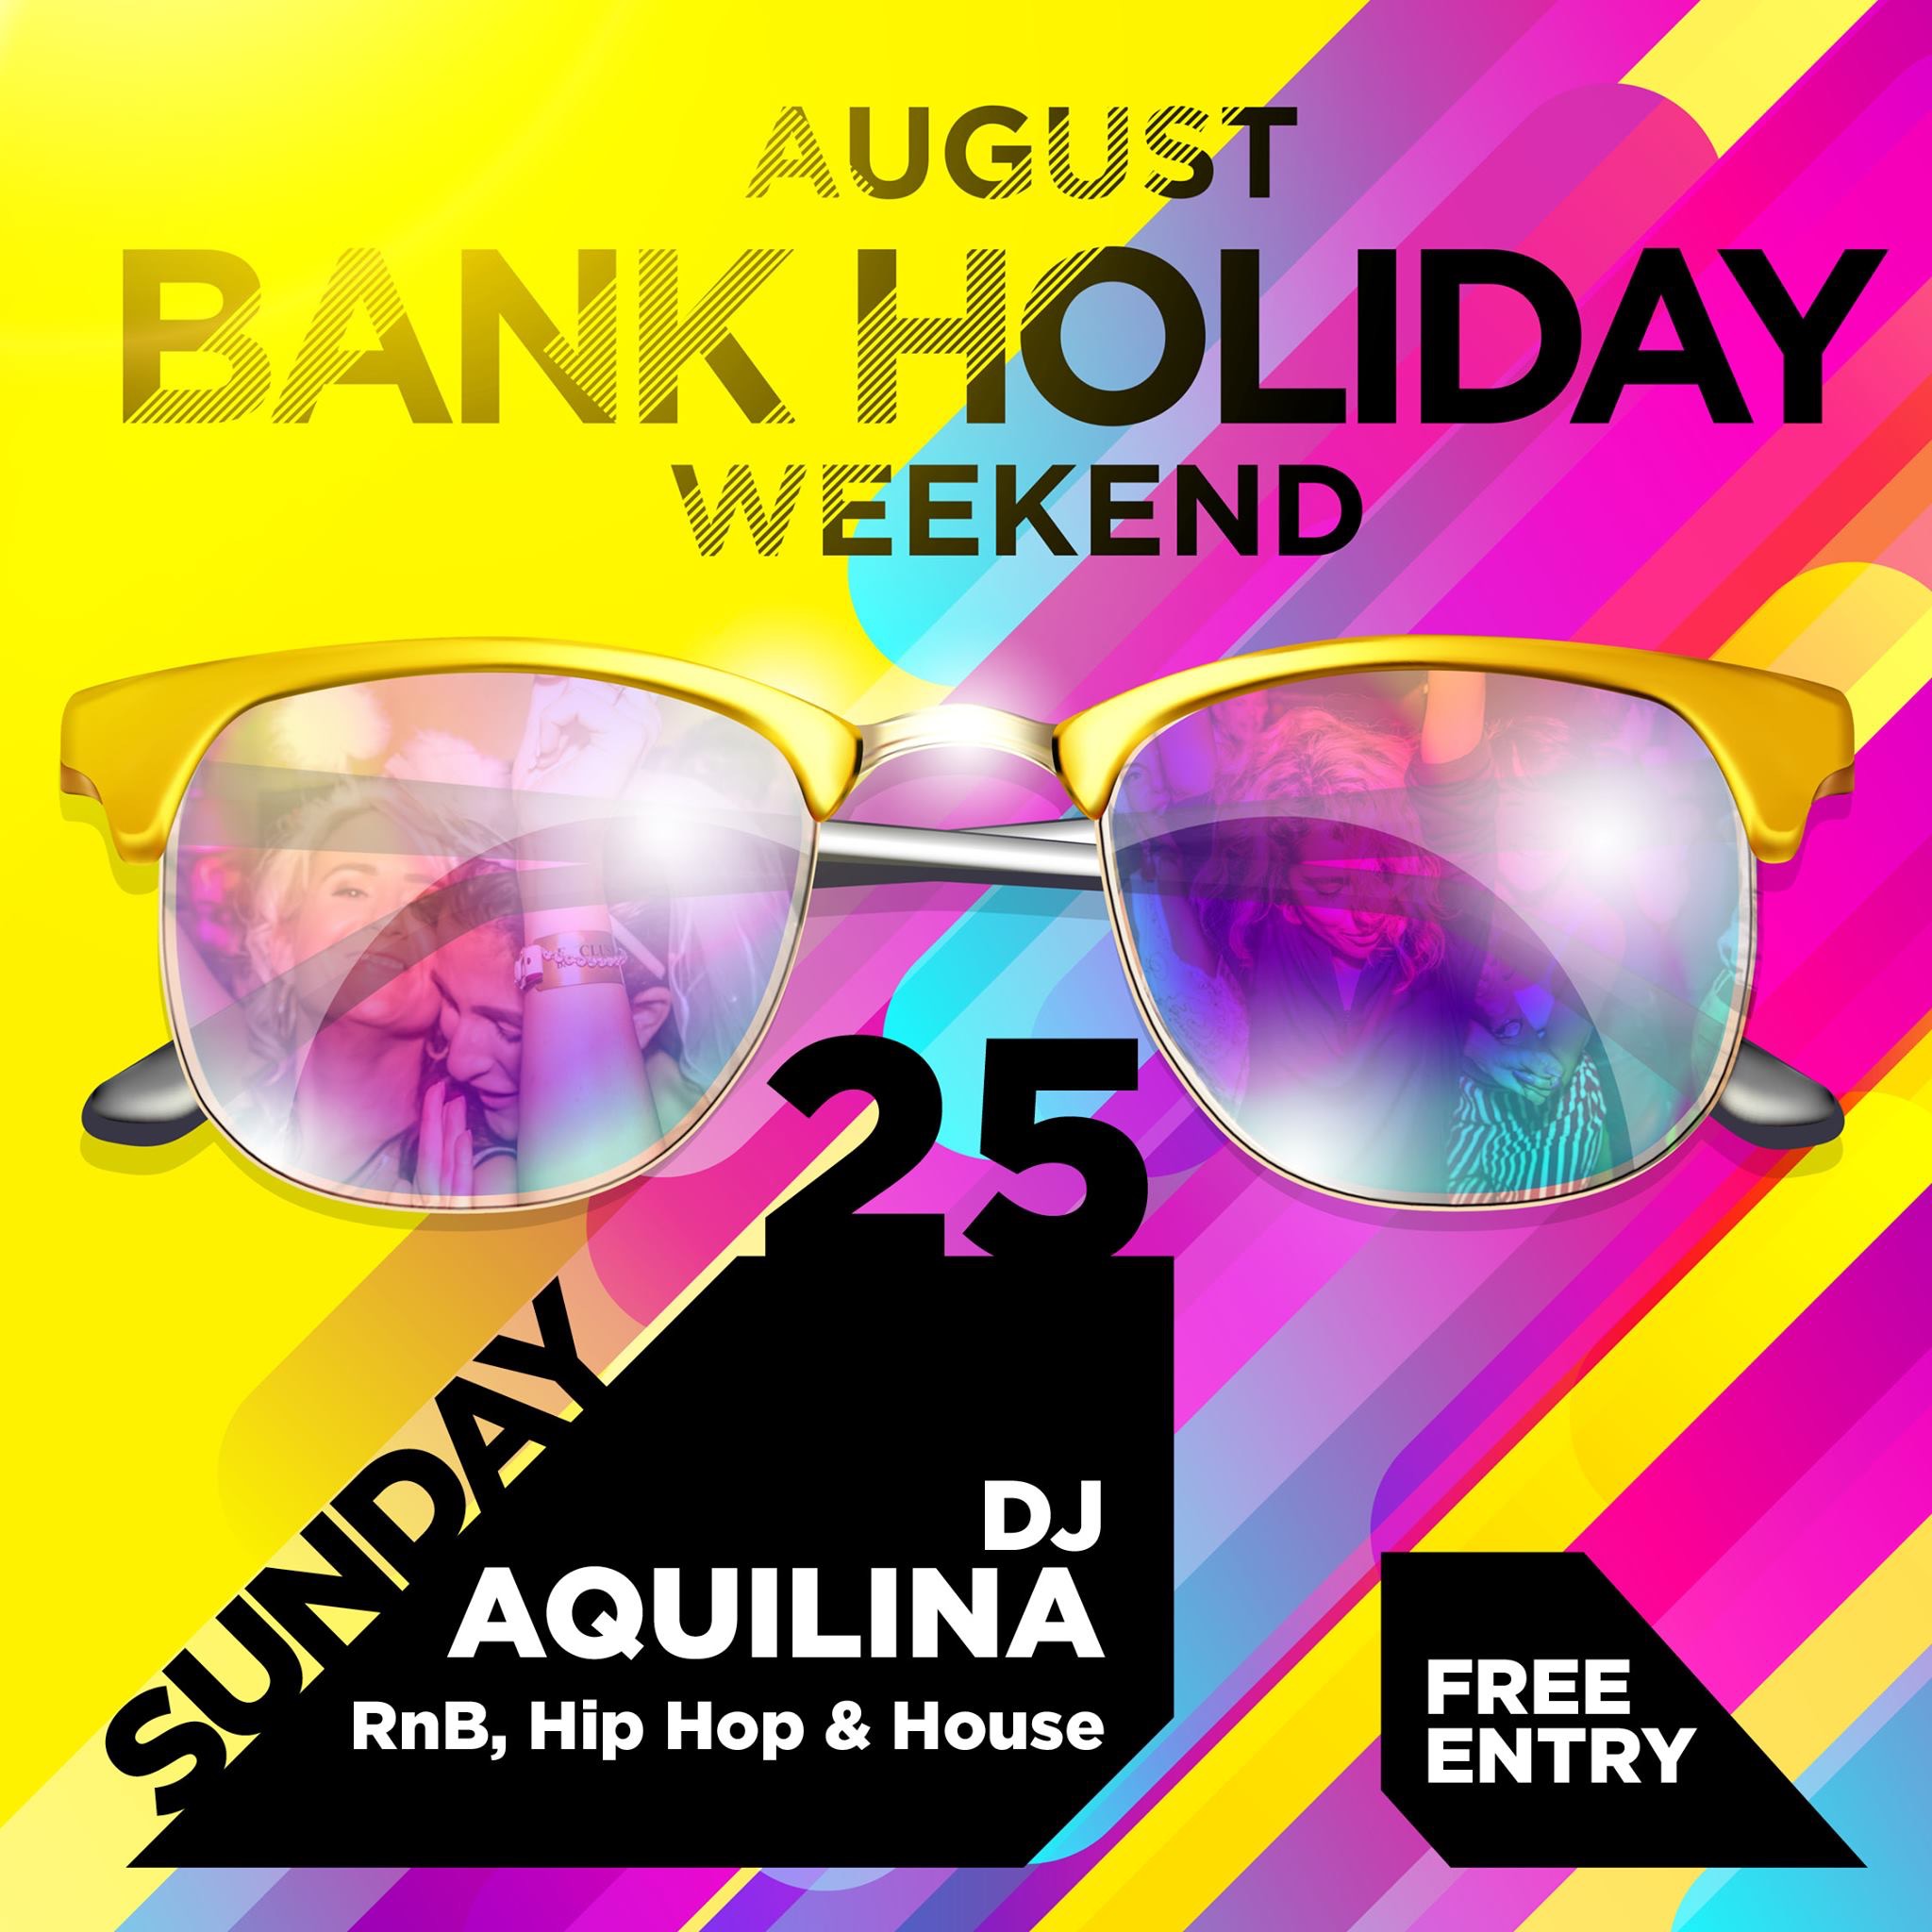 AUGUST
BANK HOLIDAY
WEEKEND
25
SUNDAY
DJ
AQUILINA
RnB, Hip Hop & House
FREE
ENTRY